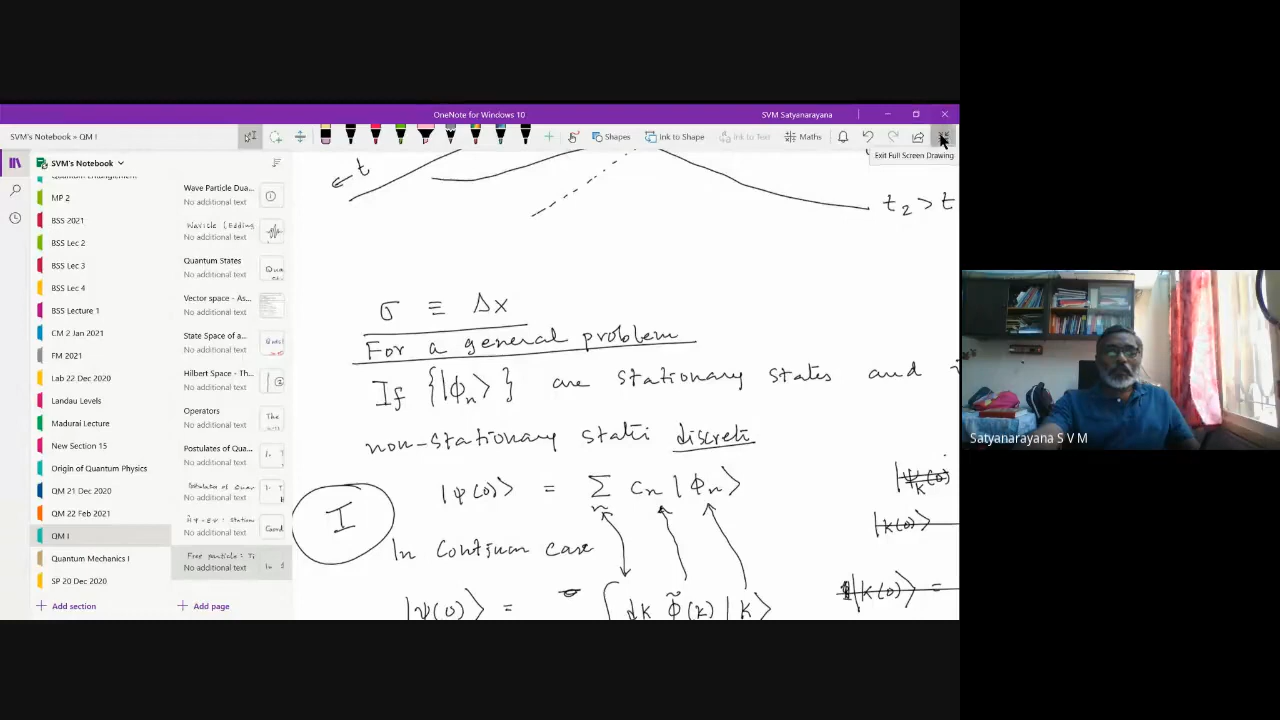 OneNote for Windows 10
SVM Satyanarayana
SVM's Notebook » QM I
Shapes
Ink to Shape
Ink to Text
Maths
Exit Full Screen Drawing
SVM's Notebook
Quantum Entanglement
MP 2
BSS 2021
BSS Lec 2
BSS Lec 3
BSS Lec 4
BSS Lecture 1
CM 2 Jan 2021
FM 2021
Lab 22 Dec 2020
Landau Levels
Madurai Lecture
New Section 15
Origin of Quantum Physics
QM 21 Dec 2020
QM 22 Feb 2021
QM I
Quantum Mechanics I
SP 20 Dec 2020
Add section
Wave Particle Dua...
No additional text
No additional text
Quantum States
No additional text
Vector space - As...
No additional text
State Space of a...
No additional text
Hilbert Space - Th...
No additional text
Operators
No additional text
Postulates of Qua...
No additional text
No additional text
No additional text
Free particle: Ti
No additional text
Add page
← t
t₂ > t
σ ≡ Δx
For a general problem
If {|ϕₙ⟩} are stationary states and
non-stationary state discrete
|ψ(0)⟩ = Σₙ cₙ |ϕₙ⟩
I
In continuum case
|ψ(0)⟩ = ∫ dk ϕ̃(k) |k⟩
|k(0)⟩
|k(0)⟩ =
Satyanarayana S V M